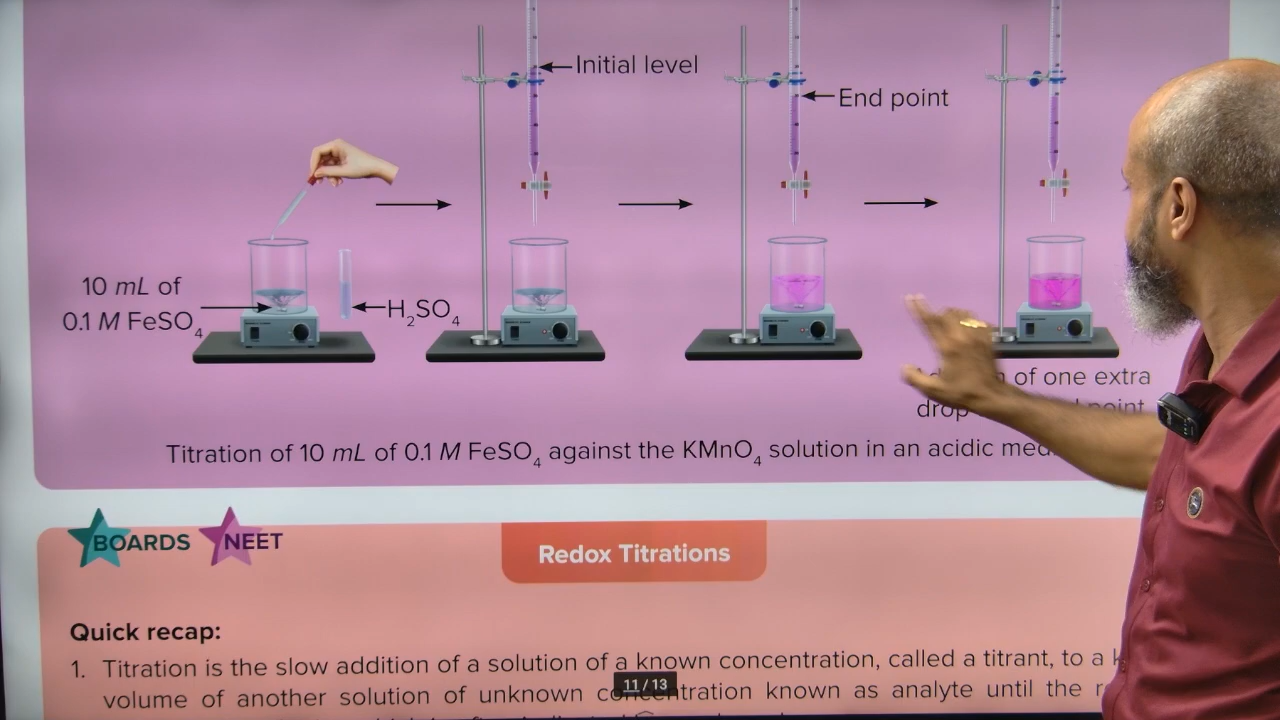 Initial level
End point
10 mL of
0.1 M FeSO₄
H₂SO₄
of one extra
drop point
Titration of 10 mL of 0.1 M FeSO₄ against the KMnO₄ solution in an acidic
BOARDS NEET
Redox Titrations
Quick recap:
1. Titration is the slow addition of a solution of a known concentration, called a titrant, to a
volume of another solution of unknown concentration known as analyte until the
11 / 13